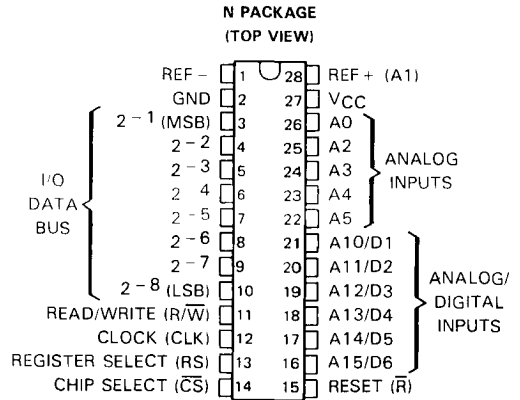 N PACKAGE
(TOP VIEW)
REF – 1 28 REF + (A1)
GND 2 27 VCC
2 – 1 (MSB) 3 26 A0
2 – 2 4 25 A2
2 – 3 5 24 A3
2 4 6 23 A4
2 – 5 7 22 A5
2 – 6 8 21 A10/D1
2 – 7 9 20 A11/D2
2 – 8 (LSB) 10 19 A12/D3
READ/WRITE (R/W̅) 11 18 A13/D4
CLOCK (CLK) 12 17 A14/D5
REGISTER SELECT (RS) 13 16 A15/D6
CHIP SELECT (C̅S̅) 14 15 RESET (R̅)
I/O
DATA
BUS
ANALOG
INPUTS
ANALOG/
DIGITAL
INPUTS